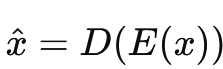 x̂ = D(E(x))